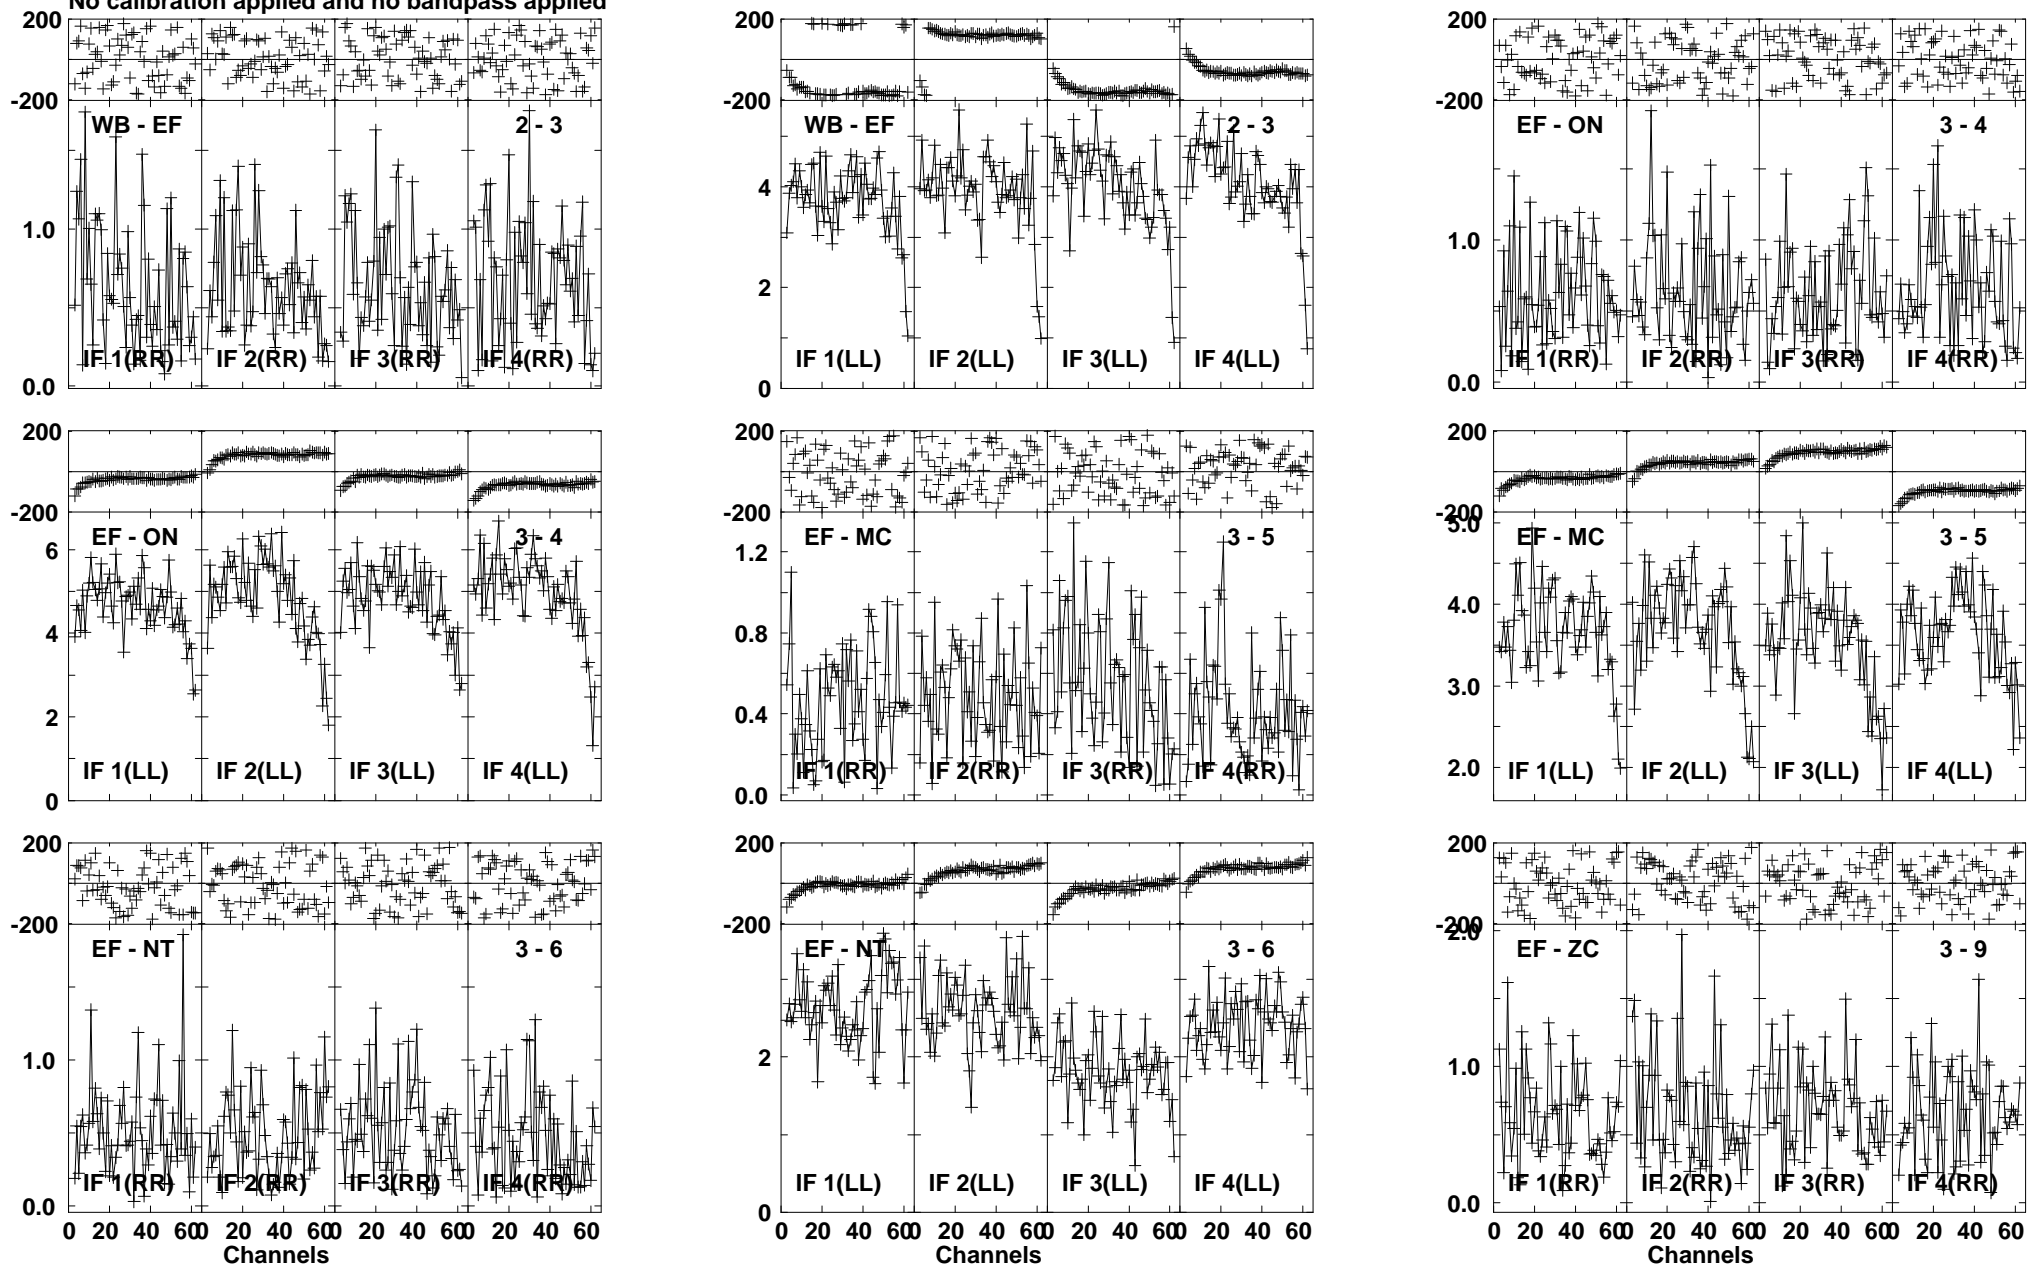 No calibration applied and no bandpass applied
200
-200
WB - EF 2 - 3
1.0
0.0
IF 1(RR) IF 2(RR) IF 3(RR) IF 4(RR)
200
-200
WB - EF 2 - 3
4
2
0
IF 1(LL) IF 2(LL) IF 3(LL) IF 4(LL)
200
-200
EF - ON 3 - 4
1.0
0.0
IF 1(RR) IF 2(RR) IF 3(RR) IF 4(RR)
200
-200
EF - ON 3 - 4
6
4
2
0
IF 1(LL) IF 2(LL) IF 3(LL) IF 4(LL)
200
-200
EF - MC 3 - 5
1.2
0.8
0.4
0.0
IF 1(RR) IF 2(RR) IF 3(RR) IF 4(RR)
200
-200
EF - MC 3 - 5
5.0
4.0
3.0
2.0
IF 1(LL) IF 2(LL) IF 3(LL) IF 4(LL)
200
-200
EF - NT 3 - 6
1.0
0.0
IF 1(RR) IF 2(RR) IF 3(RR) IF 4(RR)
0 20 40 60 0 20 40 60 0 20 40 60 0 20 40 60
Channels
200
-200
EF - NT 3 - 6
2
0
IF 1(LL) IF 2(LL) IF 3(LL) IF 4(LL)
0 20 40 60 0 20 40 60 0 20 40 60 0 20 40 60
Channels
200
-200
EF - ZC 3 - 9
2.0
1.0
0.0
IF 1(RR) IF 2(RR) IF 3(RR) IF 4(RR)
0 20 40 60 0 20 40 60 0 20 40 60 0 20 40 60
Channels